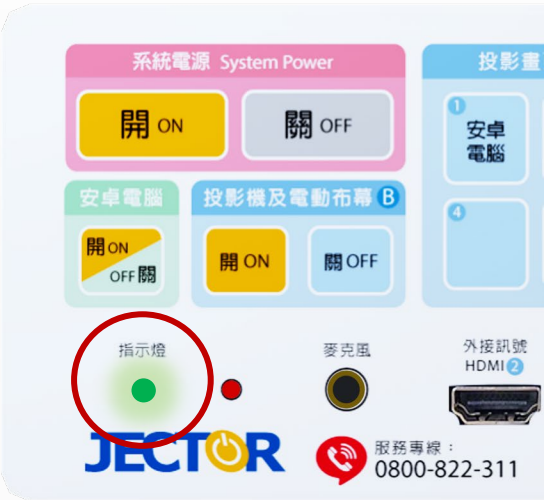 系統電源 System Power
投影畫
開 ON
關 OFF
1
安卓
電腦
安卓電腦
投影機及電動布幕 B
4
開 ON
OFF 關
開 ON
關 OFF
指示燈
麥克風
外接訊號
HDMI 2
JECTOR
服務專線：
0800-822-311